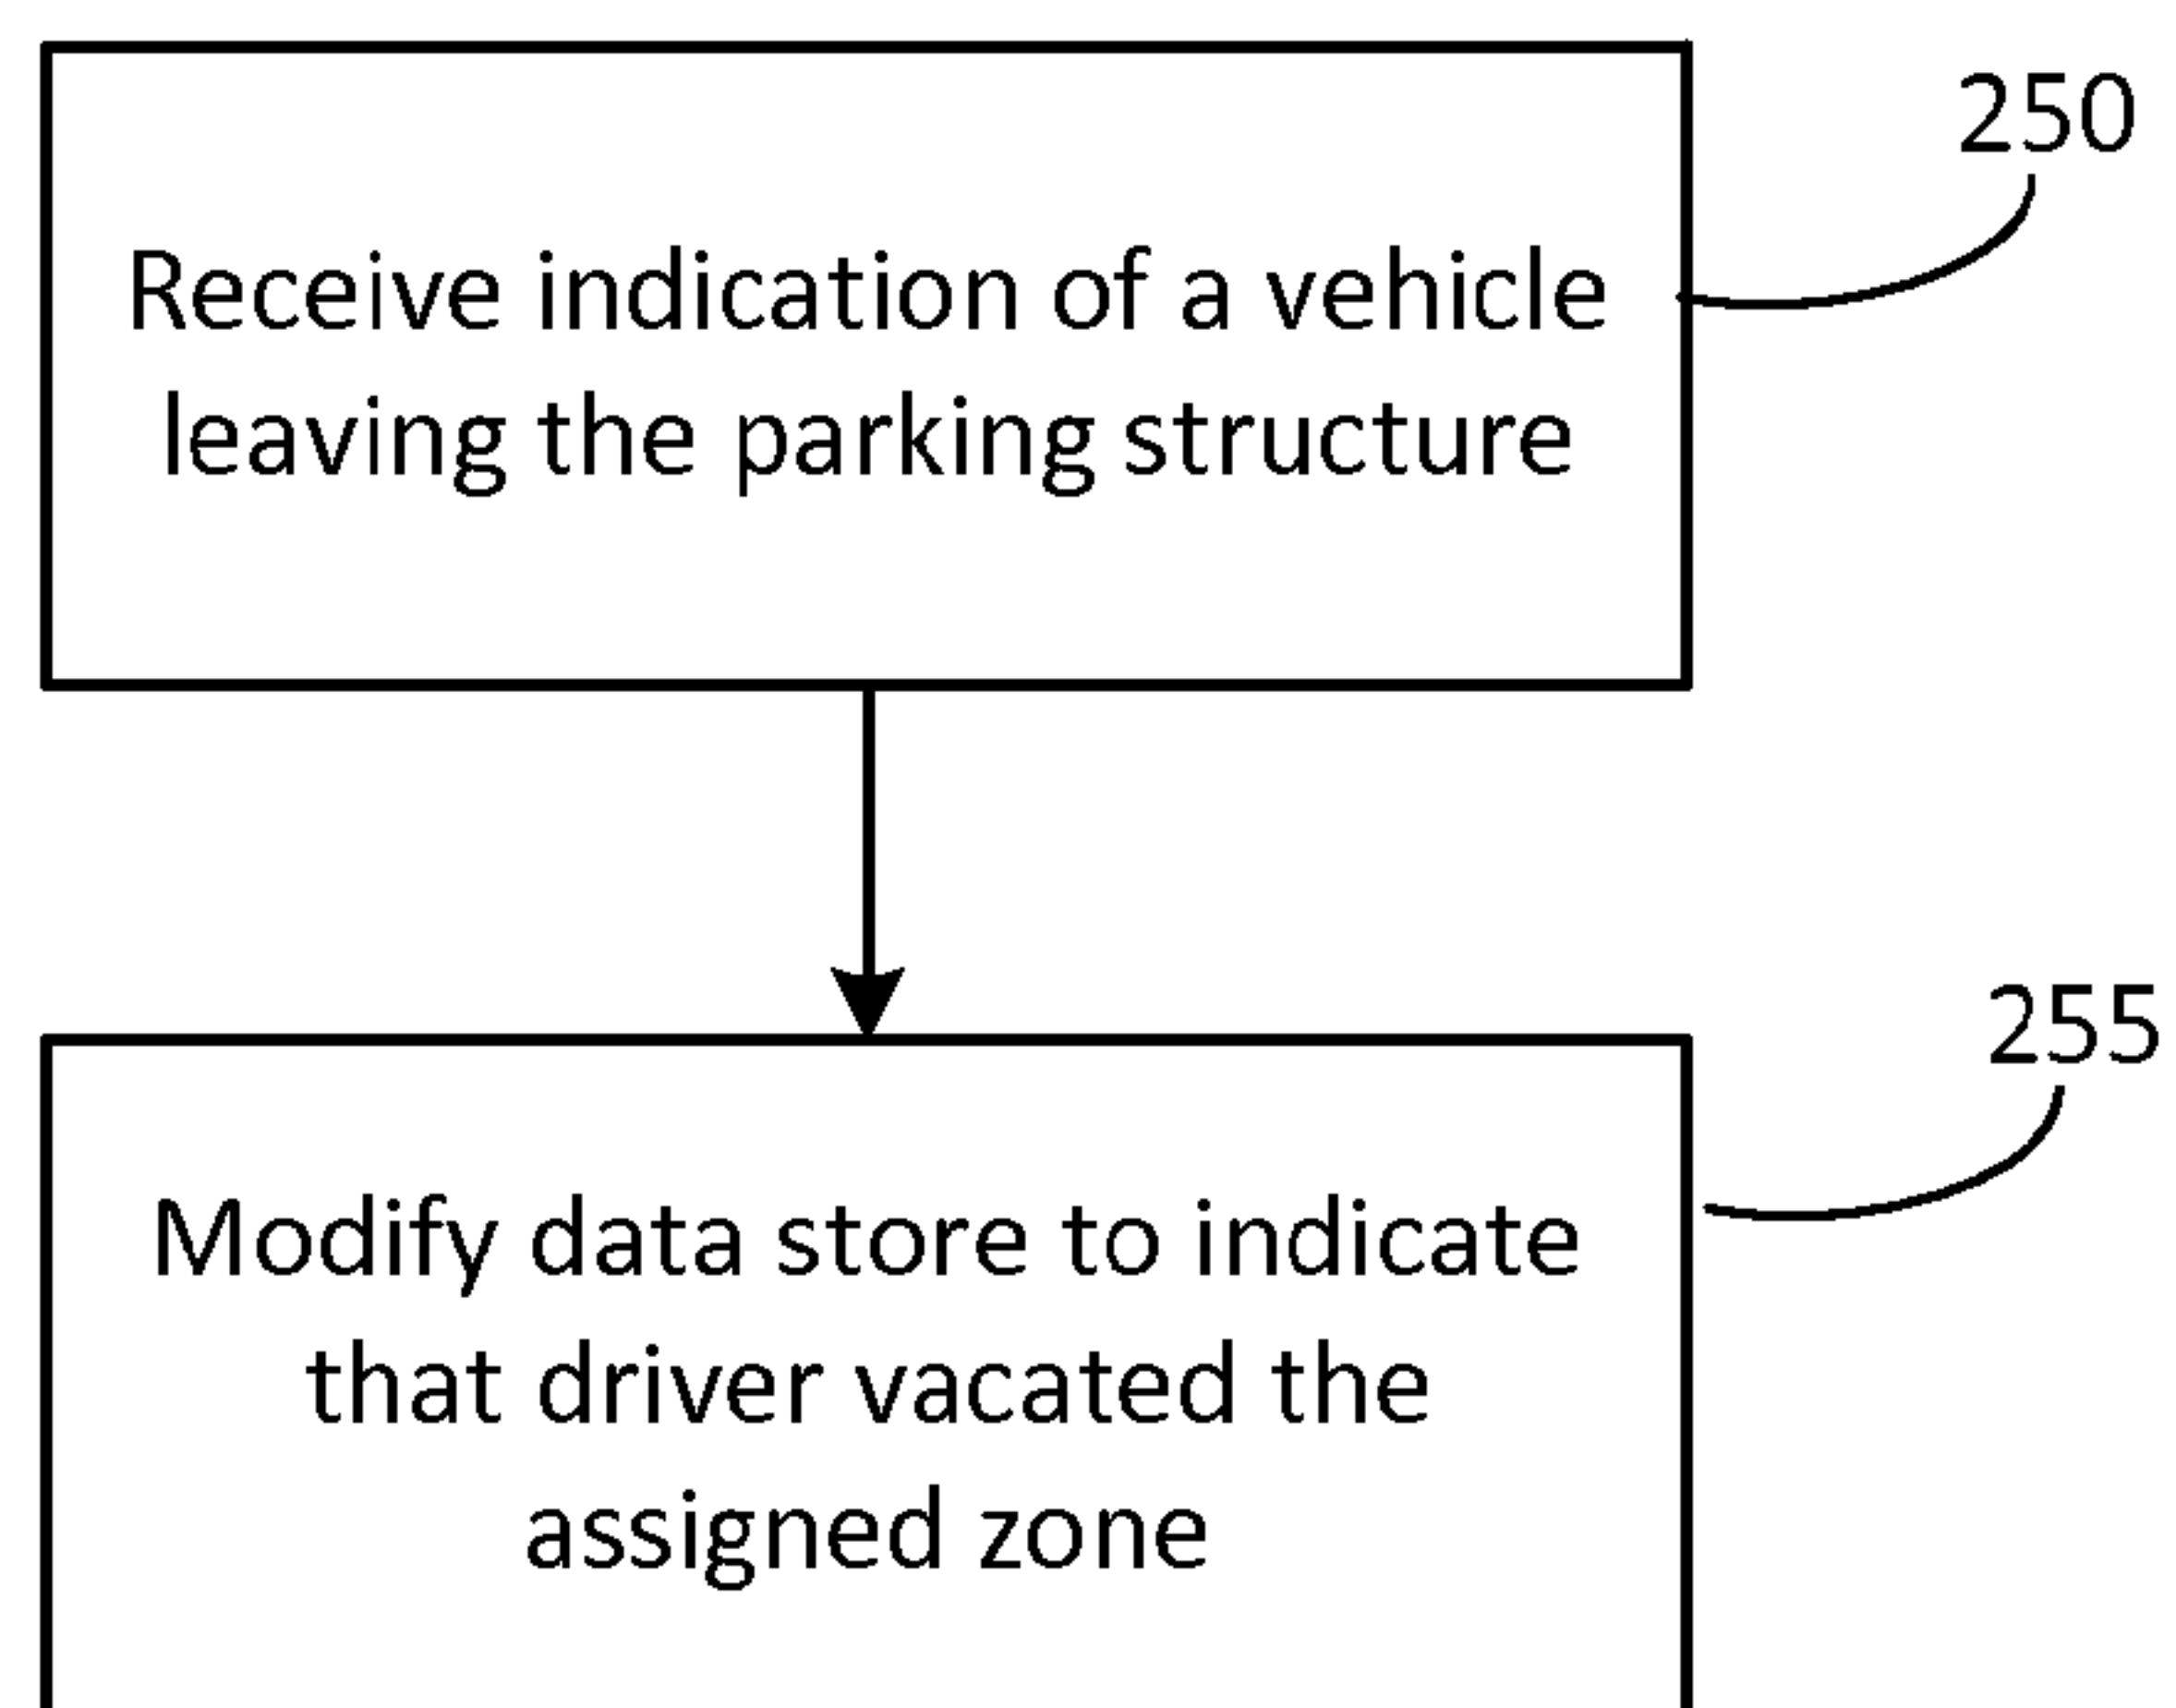 250
Receive indication of a vehicle
leaving the parking structure
255
Modify data store to indicate
that driver vacated the
assigned zone